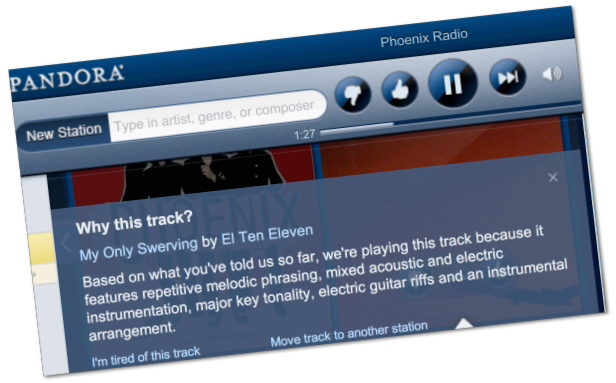 Phoenix Radio
PANDORA
New Station
Type in artist, genre, or composer
1:27
Why this track?
My Only Swerving by El Ten Eleven
Based on what you've told us so far, we're playing this track because it
features repetitive melodic phrasing, mixed acoustic and electric
instrumentation, major key tonality, electric guitar riffs and an instrumental
arrangement.
I'm tired of this track
Move track to another station
PHOENIX